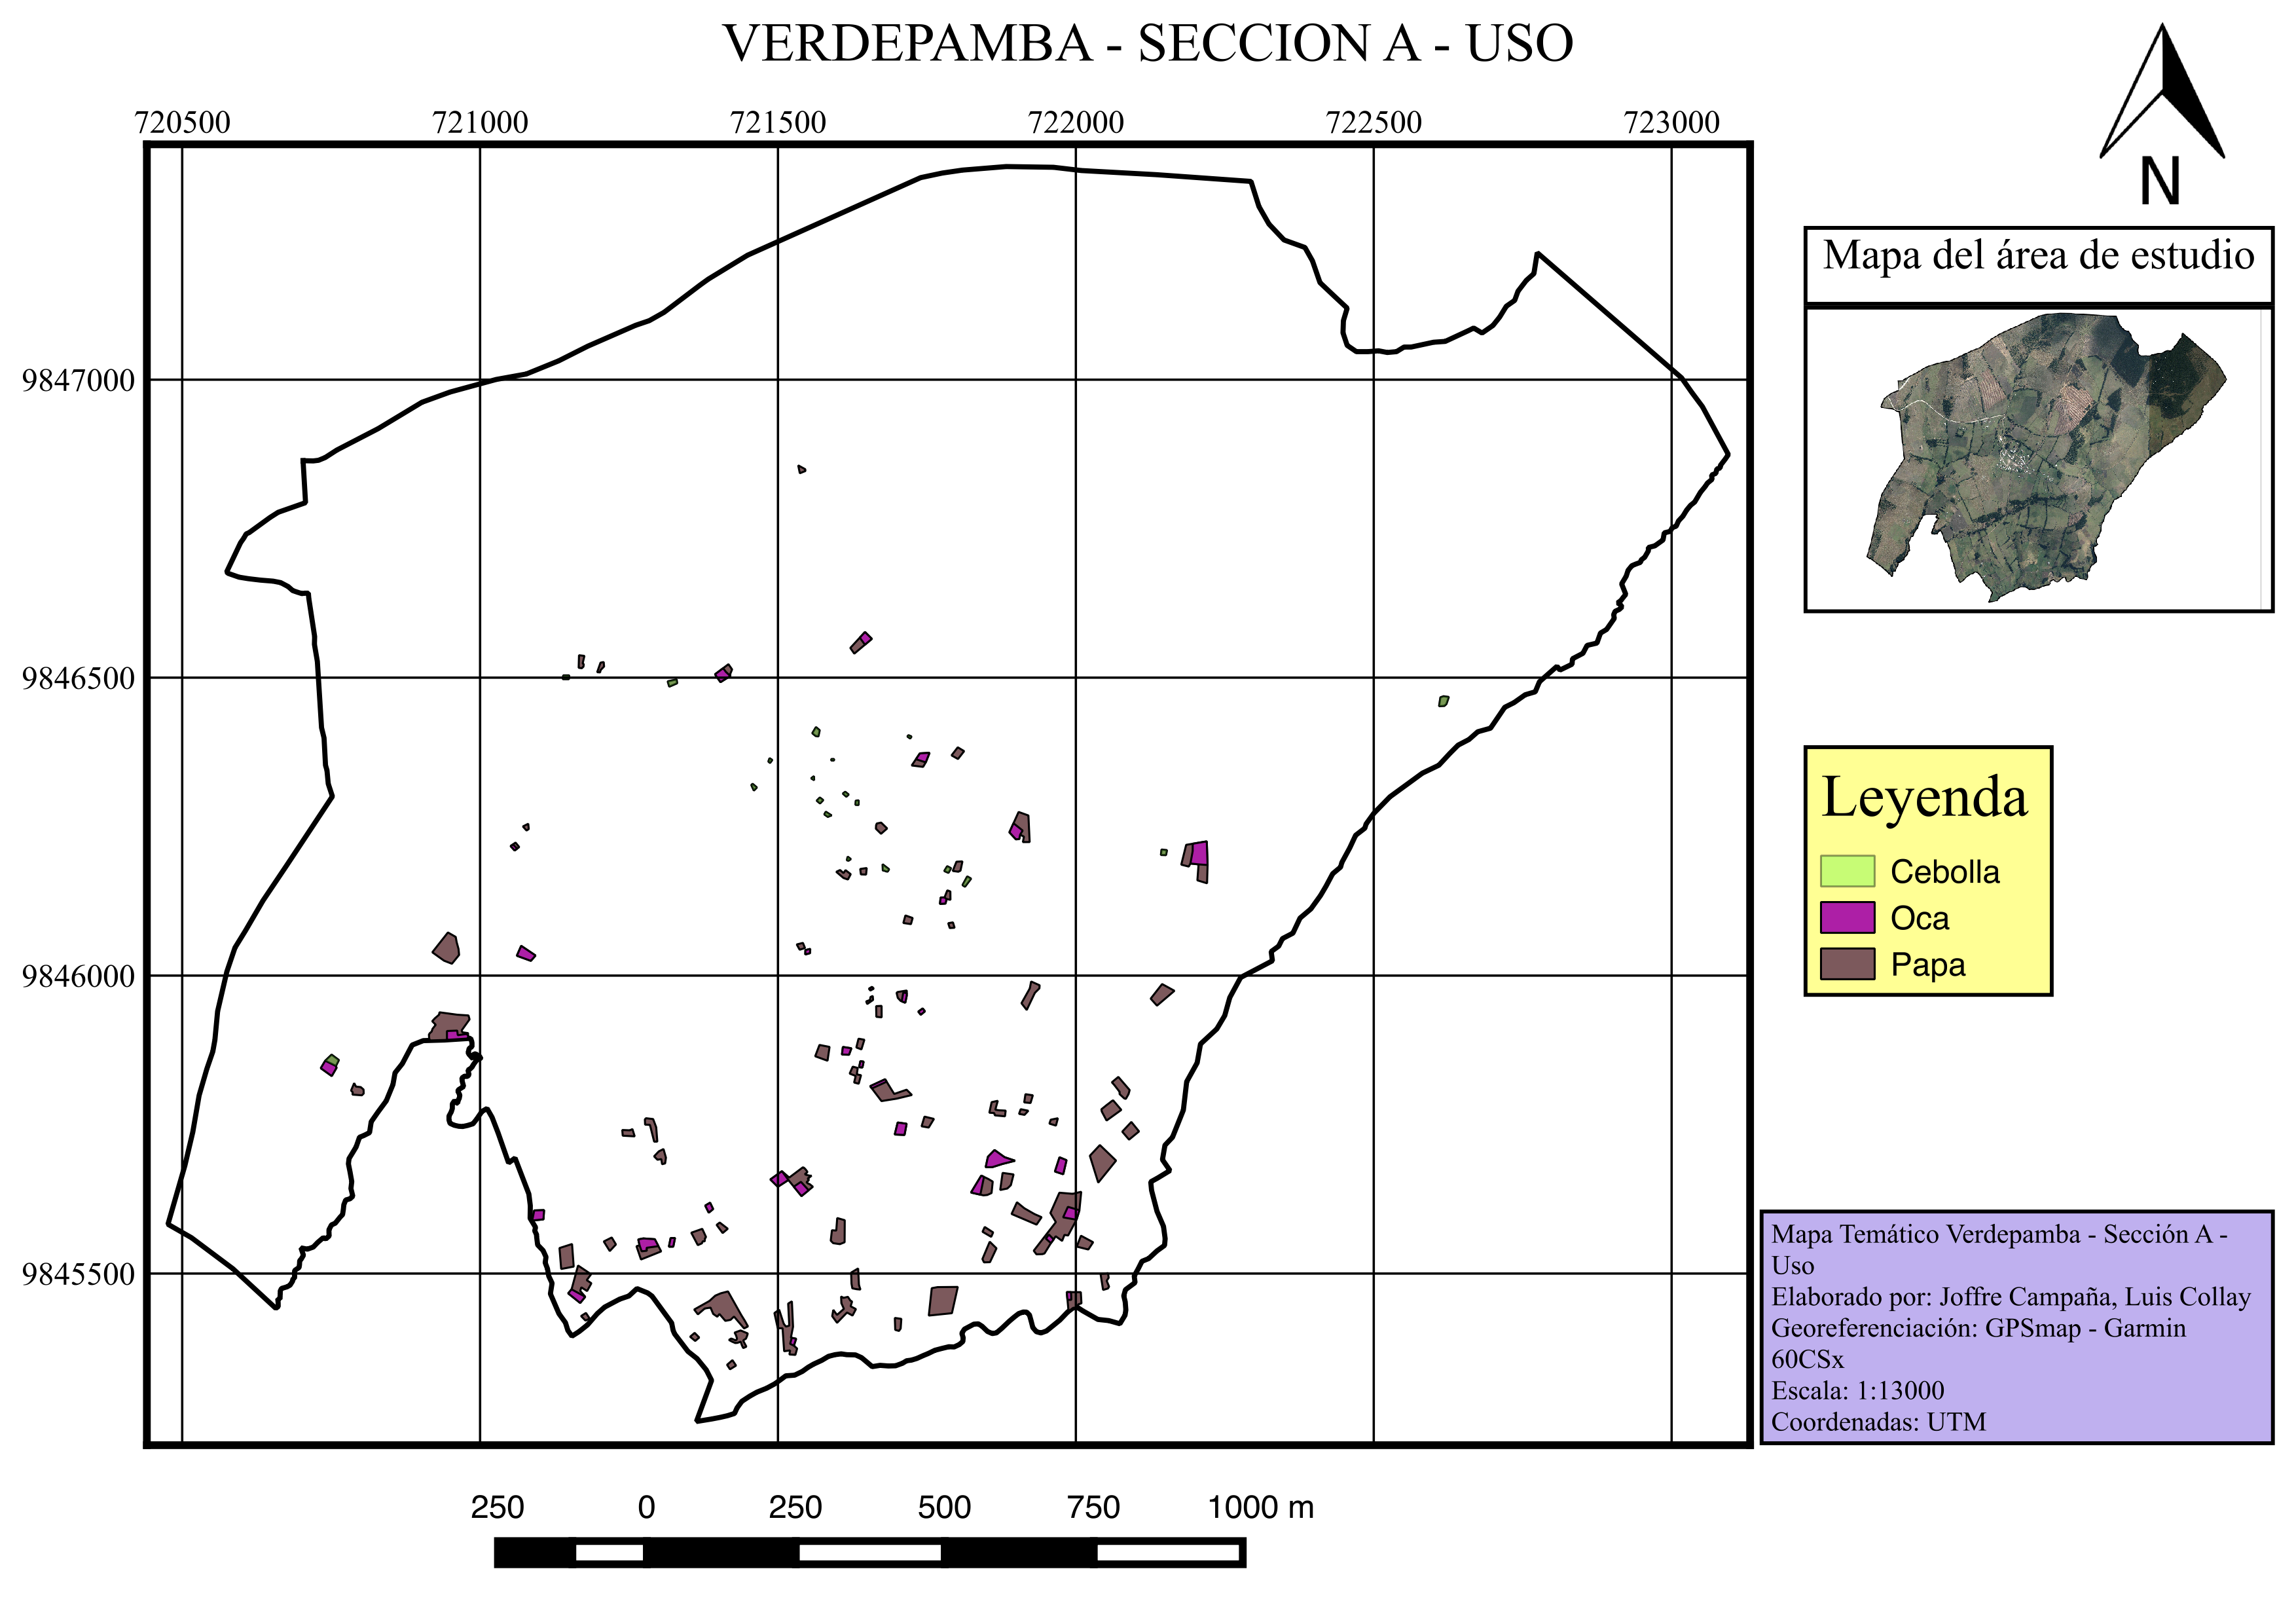 VERDEPAMBA - SECCION A - USO
720500 721000 721500 722000 722500 723000
N
Mapa del área de estudio
9847000
9846500
9846000
9845500
Leyenda
Cebolla
Oca
Papa
Mapa Temático Verdepamba - Sección A -
Uso
Elaborado por: Joffre Campaña, Luis Collay
Georeferenciación: GPSmap - Garmin
60CSx
Escala: 1:13000
Coordenadas: UTM
250 0 250 500 750 1000 m